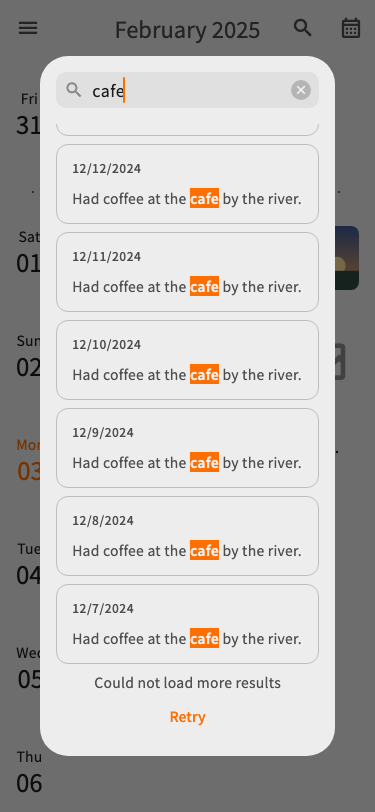 February 2025
cafe
Fri
31
12/12/2024
Had coffee at the cafe by the river.
Sat
01
12/11/2024
Had coffee at the cafe by the river.
Sun
02
12/10/2024
Had coffee at the cafe by the river.
Mon
03
12/9/2024
Had coffee at the cafe by the river.
Tue
04
12/8/2024
Had coffee at the cafe by the river.
Wed
05
12/7/2024
Had coffee at the cafe by the river.
Could not load more results
Retry
Thu
06